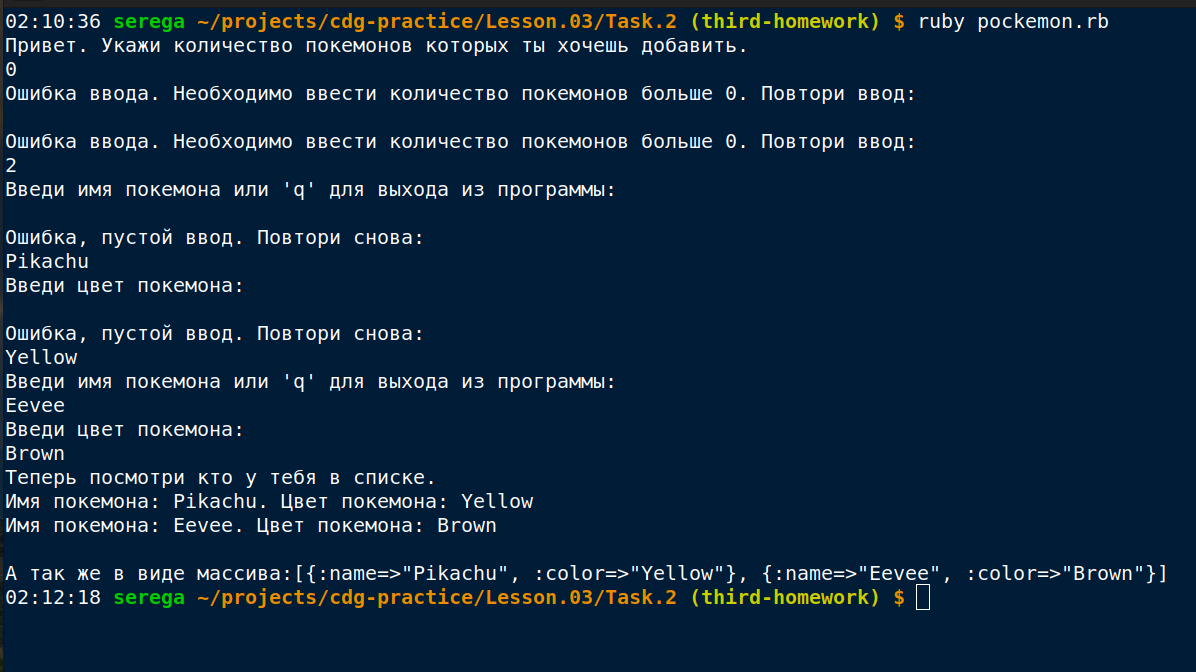 02:10:36 serega ~/projects/cdg-practice/Lesson.03/Task.2 (third-homework) $ ruby pockemon.rb
Привет. Укажи количество покемонов которых ты хочешь добавить.
0
Ошибка ввода. Необходимо ввести количество покемонов больше 0. Повтори ввод:
Ошибка ввода. Необходимо ввести количество покемонов больше 0. Повтори ввод:
2
Введи имя покемона или 'q' для выхода из программы:
Ошибка, пустой ввод. Повтори снова:
Pikachu
Введи цвет покемона:
Ошибка, пустой ввод. Повтори снова:
Yellow
Введи имя покемона или 'q' для выхода из программы:
Eevee
Введи цвет покемона:
Brown
Теперь посмотри кто у тебя в списке.
Имя покемона: Pikachu. Цвет покемона: Yellow
Имя покемона: Eevee. Цвет покемона: Brown
А так же в виде массива:[{:name=>"Pikachu", :color=>"Yellow"}, {:name=>"Eevee", :color=>"Brown"}]
02:12:18 serega ~/projects/cdg-practice/Lesson.03/Task.2 (third-homework) $